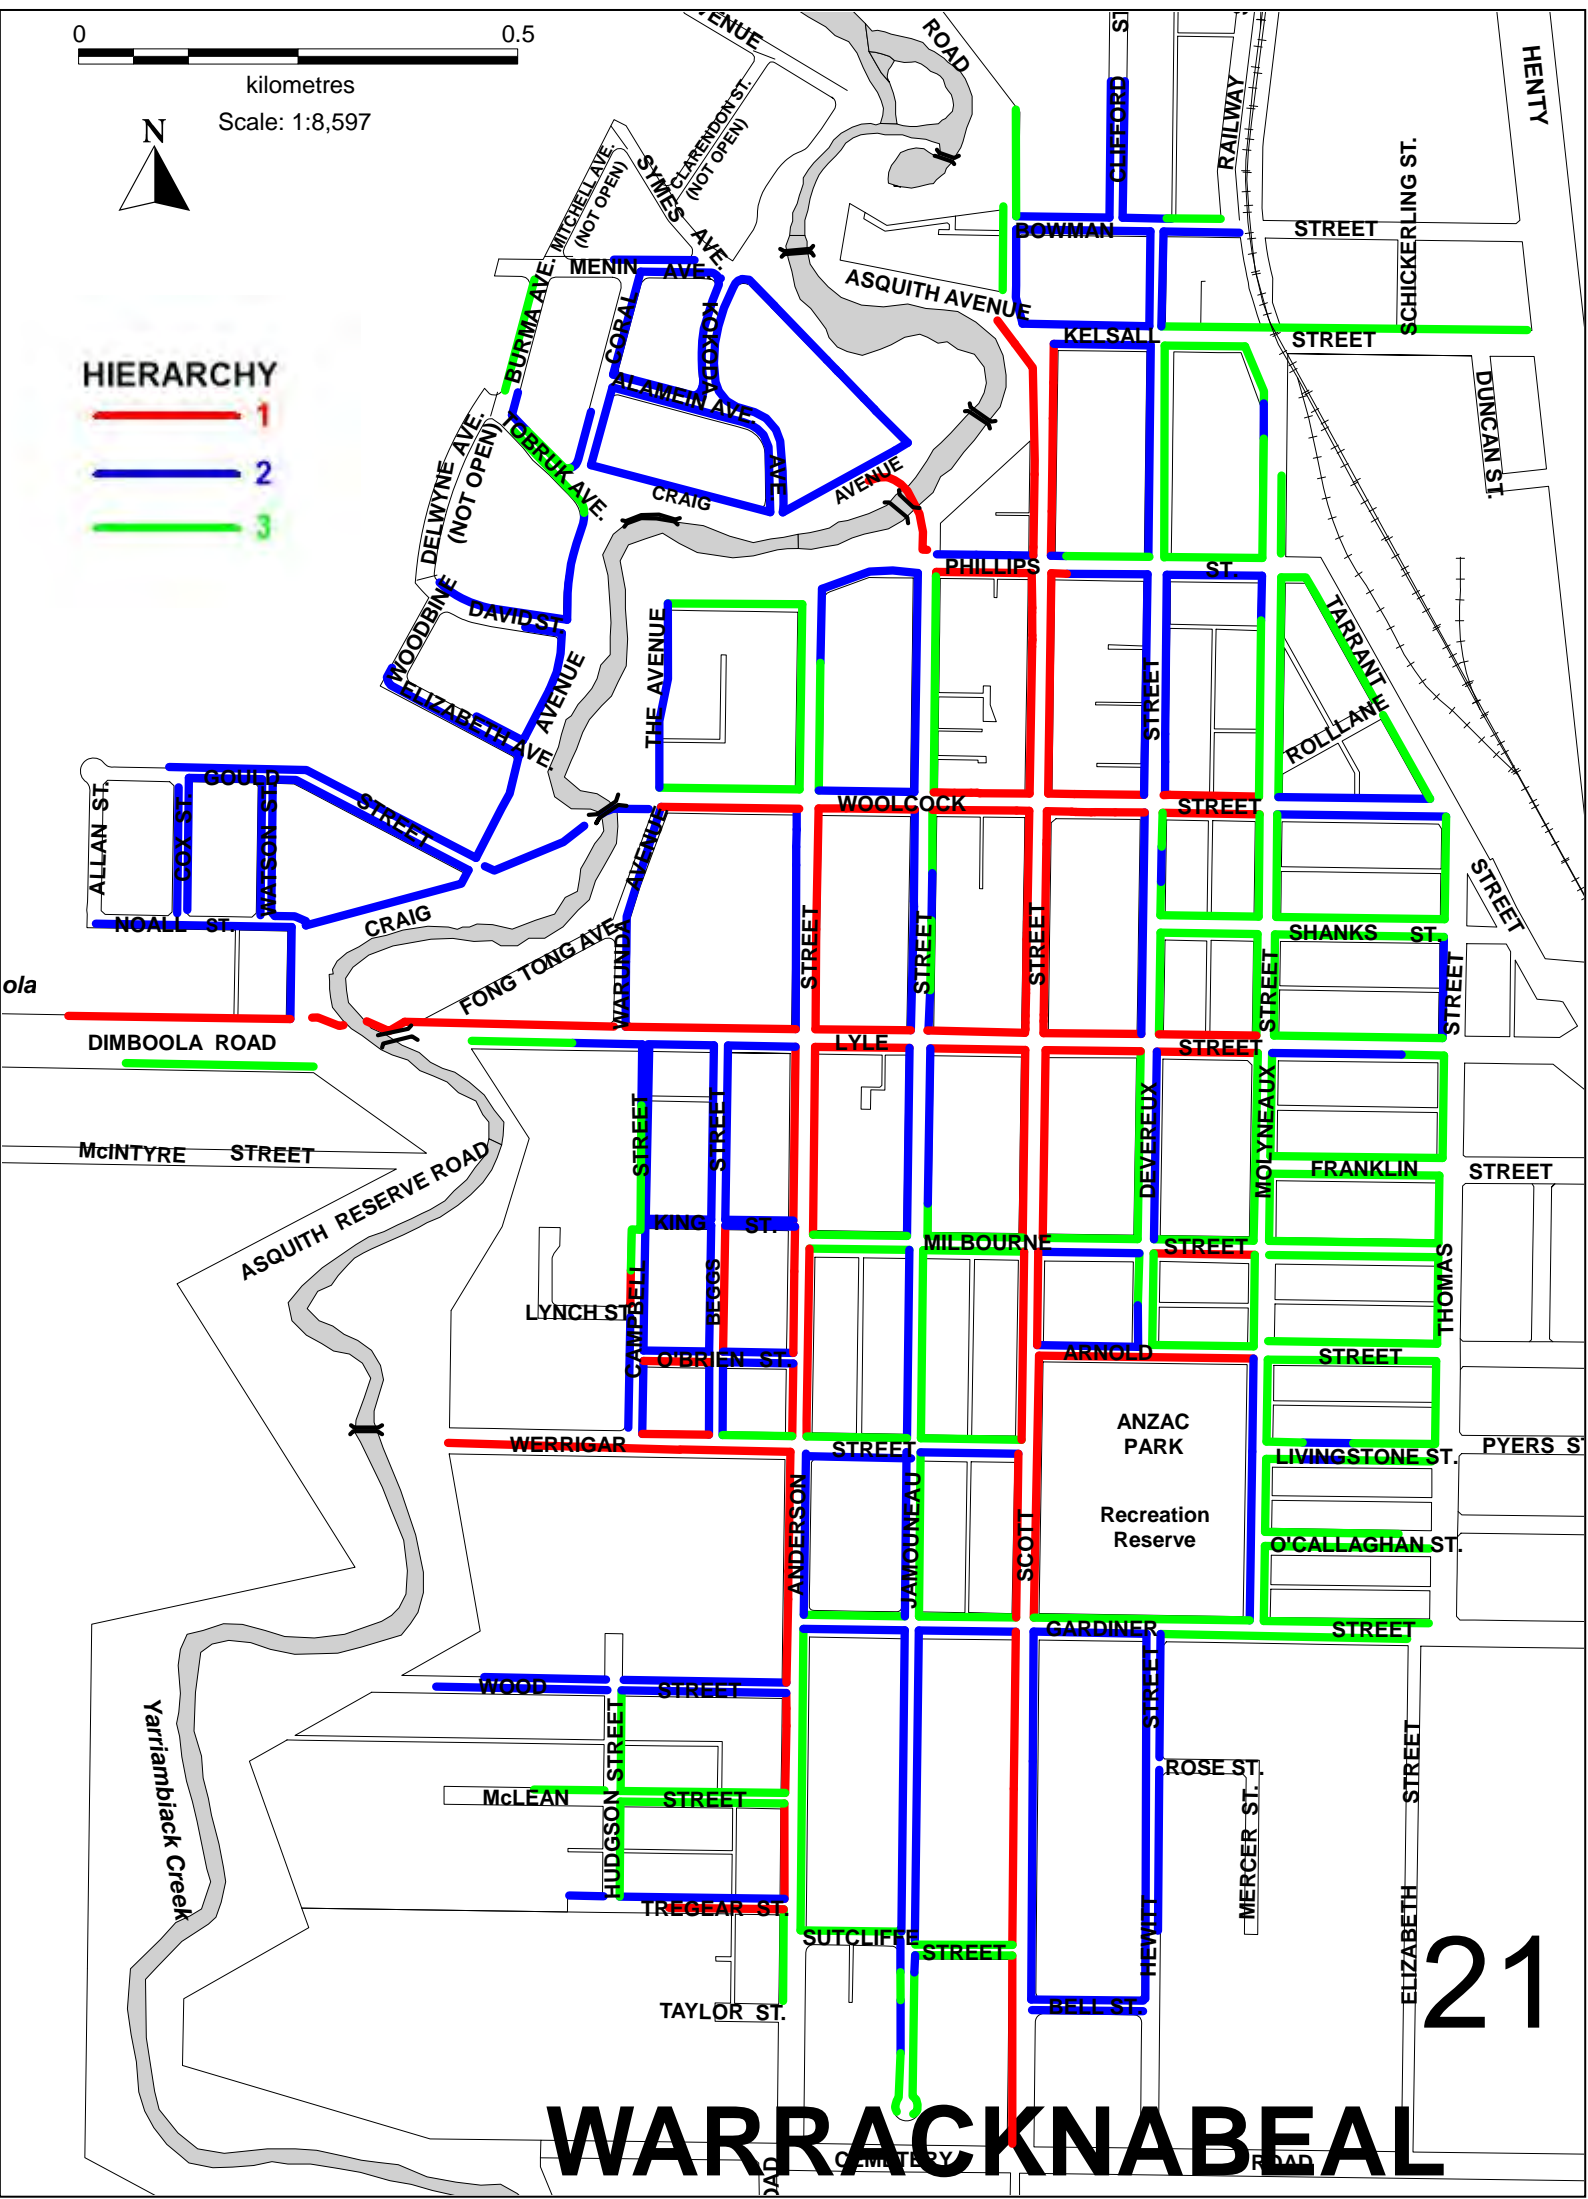 0 0.5
kilometres
Scale: 1:8,597
N
HIERARCHY
1
2
3
AVENUE
ROAD
ST
CLIFFORD
RAILWAY
HENTY
SCHICKERLING ST.
CLARENDON ST.
(NOT OPEN)
MITCHELL AVE.
(NOT OPEN)
SYMES AVE.
BOWMAN STREET
MENIN AVE.
ASQUITH AVENUE
BURMA AVE.
CORAL
KOKODA
AVE.
KELSALL STREET
ALAMEIN AVE.
DUNCAN ST.
DELWYNE AVE.
(NOT OPEN)
TOBRUK AVE.
CRAIG AVENUE
PHILLIPS ST.
WOODBINE
DAVID ST.
TARRANT STREET
ELIZABETH AVE.
AVENUE
THE AVENUE
STREET
ROLLLANE
GOULD STREET
ALLAN ST.
COX ST.
WATSON ST.
WOOLCOCK STREET
NOALL ST.
CRAIG
WARUNDA AVENUE
FONG TONG AVE.
STREET
STREET
STREET
SHANKS ST.
STREET
STREET
ola
DIMBOOLA ROAD
LYLE STREET
McINTYRE STREET
ASQUITH RESERVE ROAD
STREET
STREET
DEVEREUX
MOLYNEAUX
FRANKLIN STREET
KING ST.
MILBOURNE STREET
THOMAS
LYNCH ST.
CAMPBELL
BEGGS
O'BRIEN ST.
ARNOLD STREET
ANZAC
PARK
Recreation
Reserve
WERRIGAR STREET
LIVINGSTONE ST.
PYERS ST
ANDERSON
JAMOUNEAU
SCOTT
O'CALLAGHAN ST.
GARDINER STREET
WOOD STREET
HUDGSON STREET
STREET
ROSE ST.
MERCER ST.
ELIZABETH STREET
McLEAN STREET
Yarriambiack Creek
TREGEAR ST.
SUTCLIFFE STREET
HEWITT
TAYLOR ST.
BELL ST.
21
WARRACKNABEAL
CEMETERY ROAD
OAD